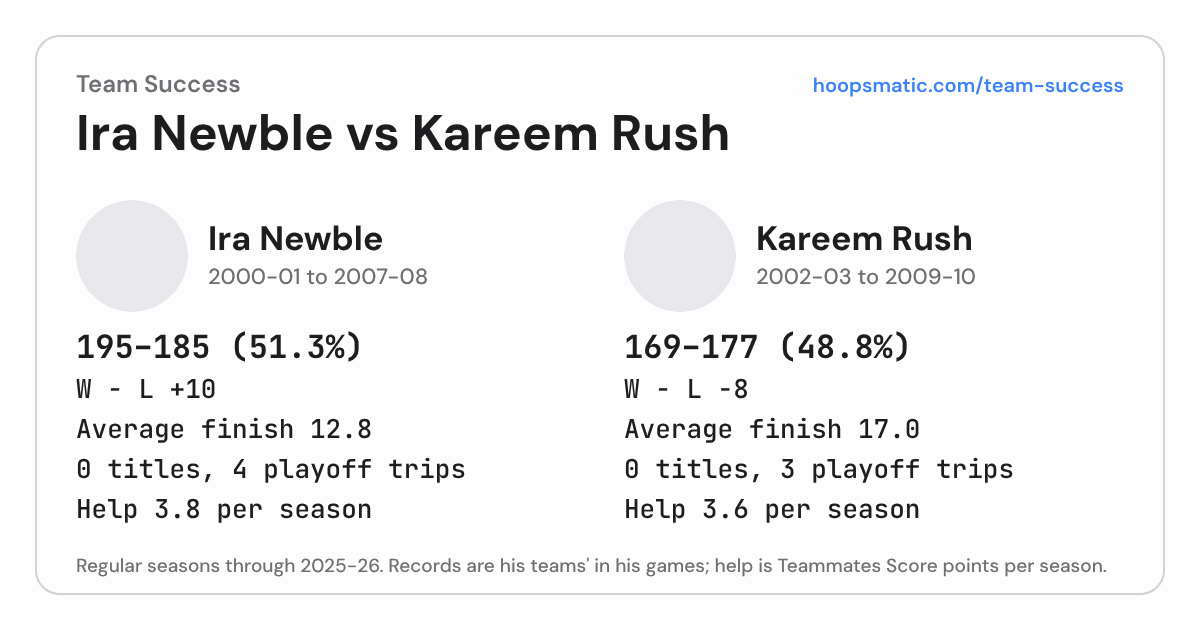 Team Success
hoopsmatic.com/team-success
Ira Newble vs Kareem Rush
Ira Newble
2000-01 to 2007-08
195-185 (51.3%)
W - L +10
Average finish 12.8
0 titles, 4 playoff trips
Help 3.8 per season
Kareem Rush
2002-03 to 2009-10
169-177 (48.8%)
W - L -8
Average finish 17.0
0 titles, 3 playoff trips
Help 3.6 per season
Regular seasons through 2025-26. Records are his teams' in his games; help is Teammates Score points per season.